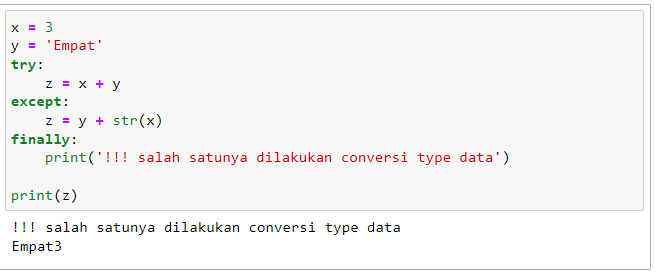 x = 3
y = 'Empat'
try:
    z = x + y
except:
    z = y + str(x)
finally:
    print('!!! salah satunya dilakukan conversi type data')

print(z)
!!! salah satunya dilakukan conversi type data
Empat3